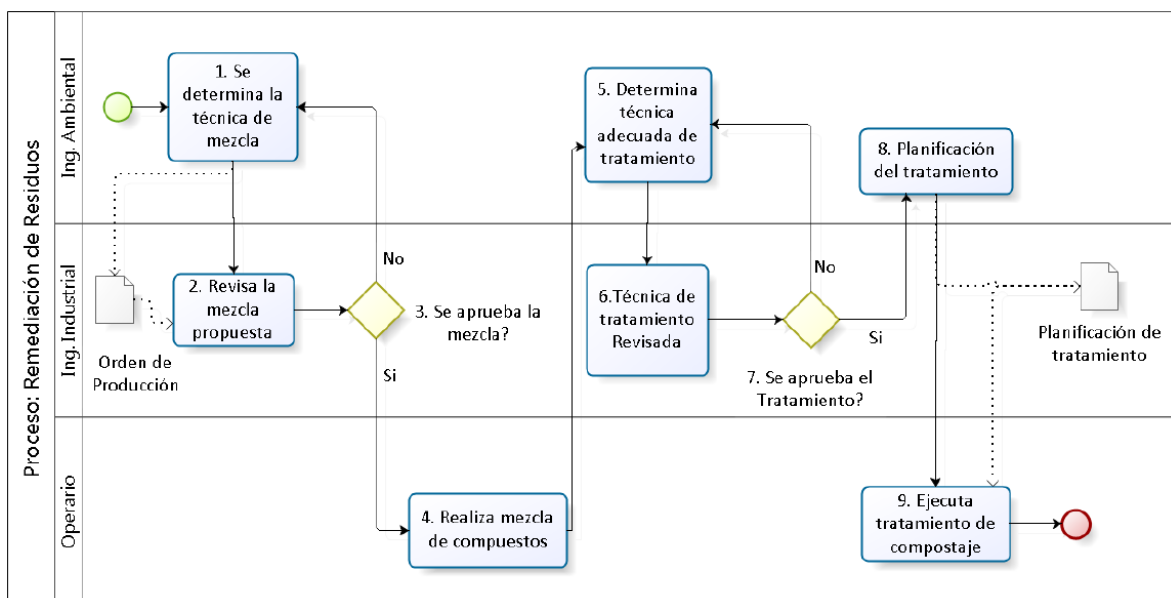 Proceso: Remediación de Residuos
Ing. Ambiental
1. Se
determina la
técnica de
mezcla
5. Determina
técnica
adecuada de
tratamiento
8. Planificación
del tratamiento
Ing. Industrial
Orden de
Producción
2. Revisa la
mezcla
propuesta
No
3. Se aprueba la
mezcla?
Si
6.Técnica de
tratamiento
Revisada
No
Si
7. Se aprueba el
Tratamiento?
Planificación de
tratamiento
Operario
4. Realiza mezcla
de compuestos
9. Ejecuta
tratamiento de
compostaje